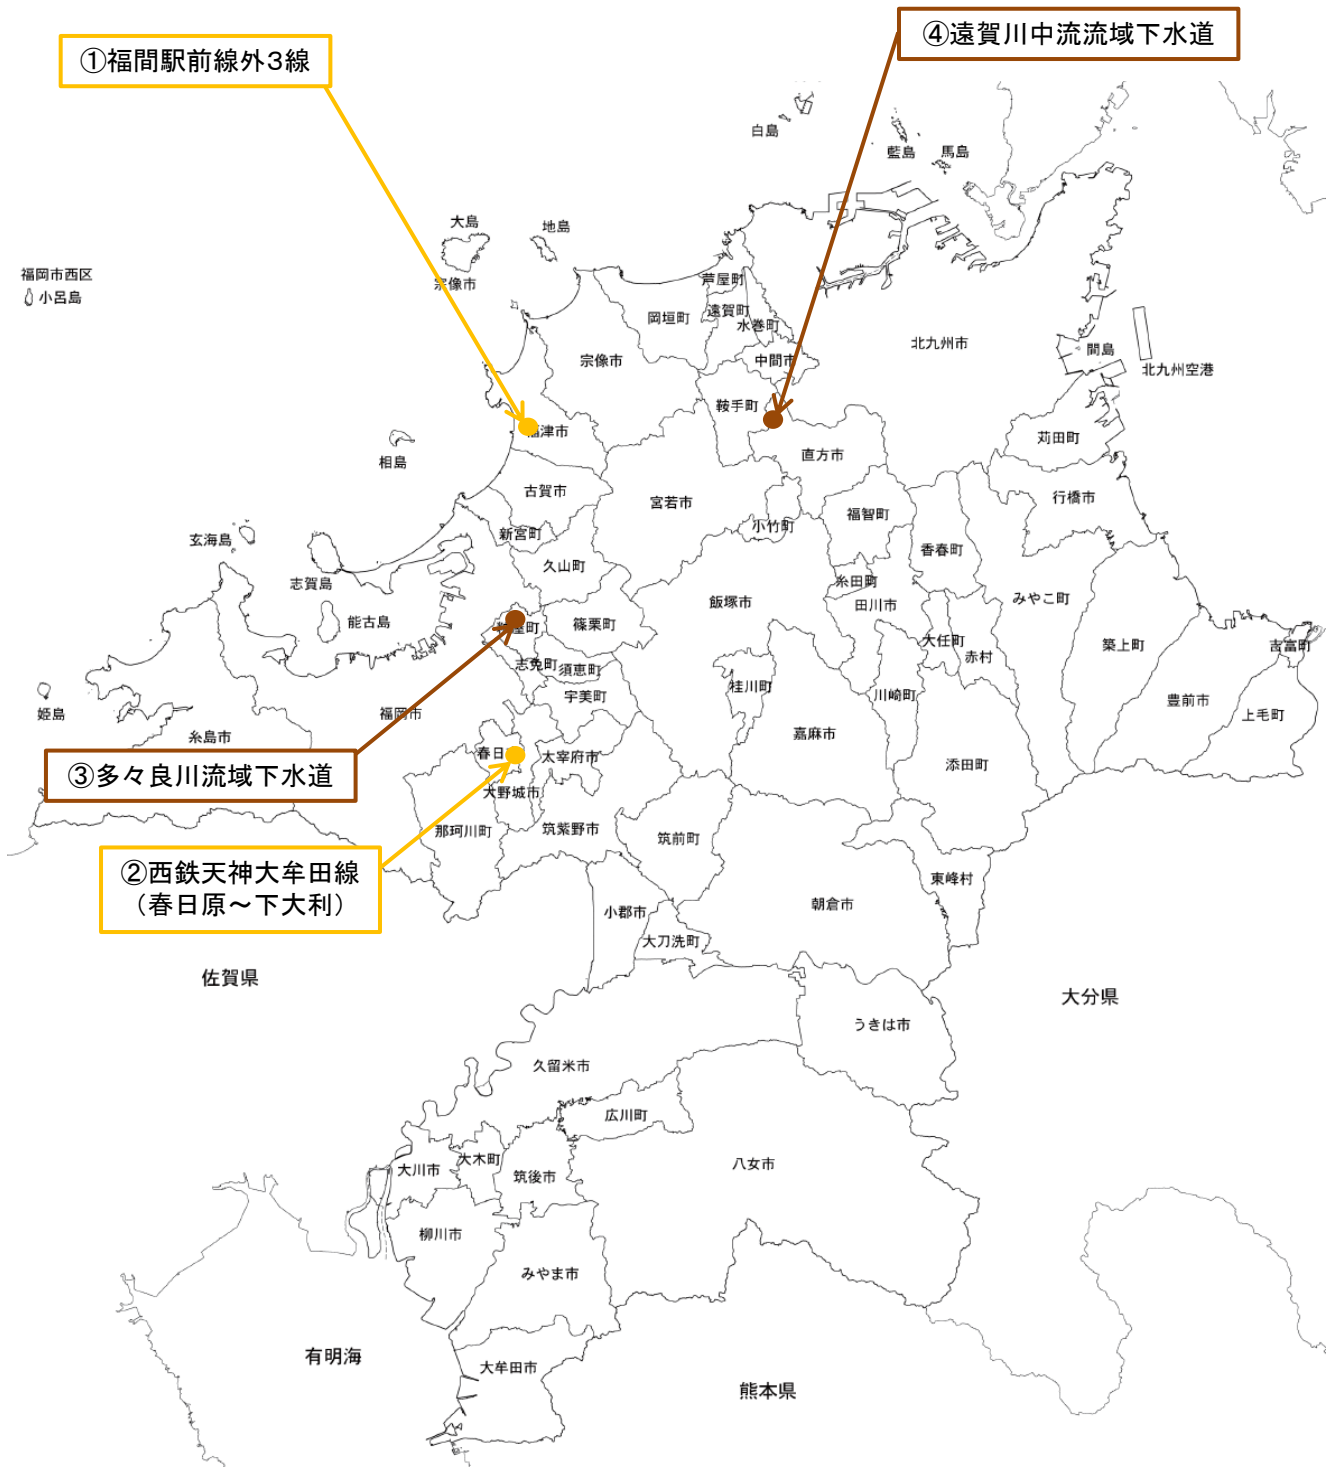 ④遠賀川中流流域下水道
①福間駅前線外3線
白島
藍島
馬島
大島
地島
福岡市西区
小呂島
宗像市
芦屋町
遠賀町
水巻町
岡垣町
北九州市
間島
宗像市
中間市
北九州空港
鞍手町
福津市
苅田町
相島
直方市
古賀市
宮若市
行橋市
福智町
小竹町
新宮町
玄海島
香春町
久山町
志賀島
糸田町
みやこ町
飯塚市
田川市
能古島
篠栗町
粕屋町
大任町
赤村
築上町
吉富町
志免町
須恵町
桂川町
川崎町
宇美町
豊前市
姫島
福岡市
上毛町
糸島市
嘉麻市
春日市
太宰府市
添田町
③多々良川流域下水道
大野城市
那珂川町
筑紫野市
筑前町
②西鉄天神大牟田線
(春日原~下大利)
東峰村
朝倉市
小郡市
大刀洗町
佐賀県
大分県
うきは市
久留米市
広川町
大木町
大川市
筑後市
八女市
柳川市
みやま市
有明海
大牟田市
熊本県